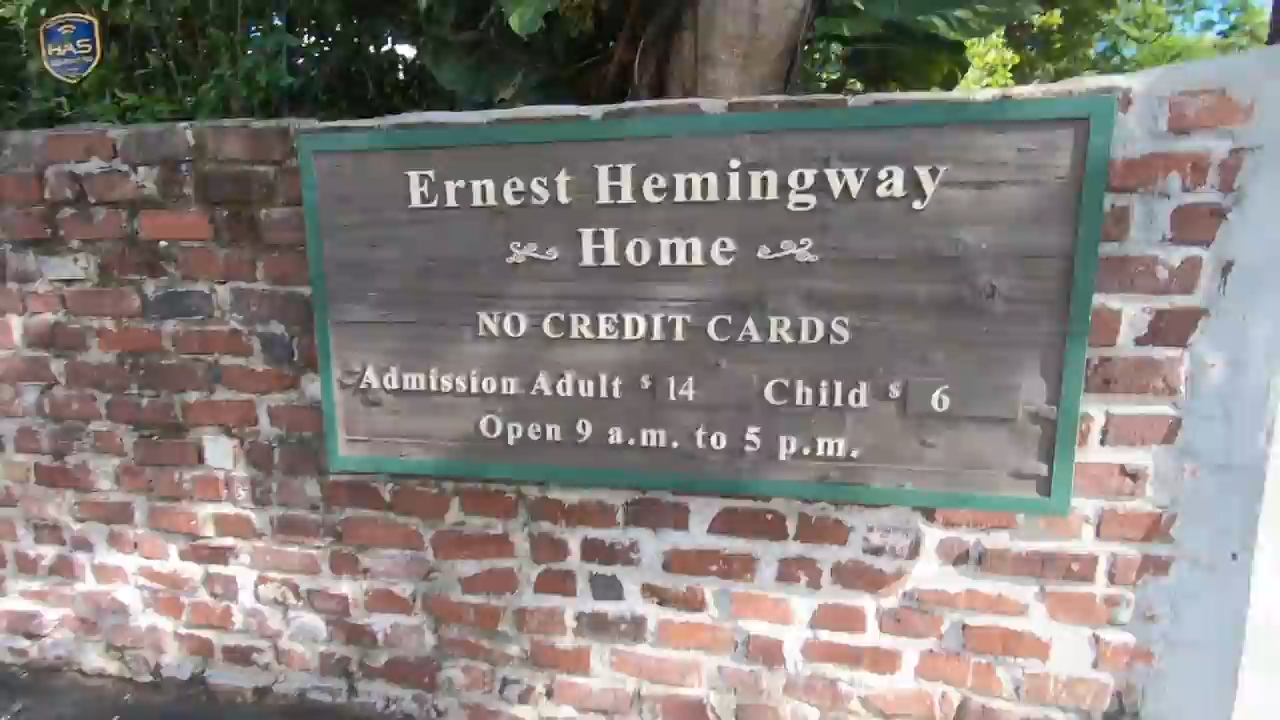 HAS
Ernest Hemingway
Home
NO CREDIT CARDS
Admission Adult $ 14 Child $ 6
Open 9 a.m. to 5 p.m.